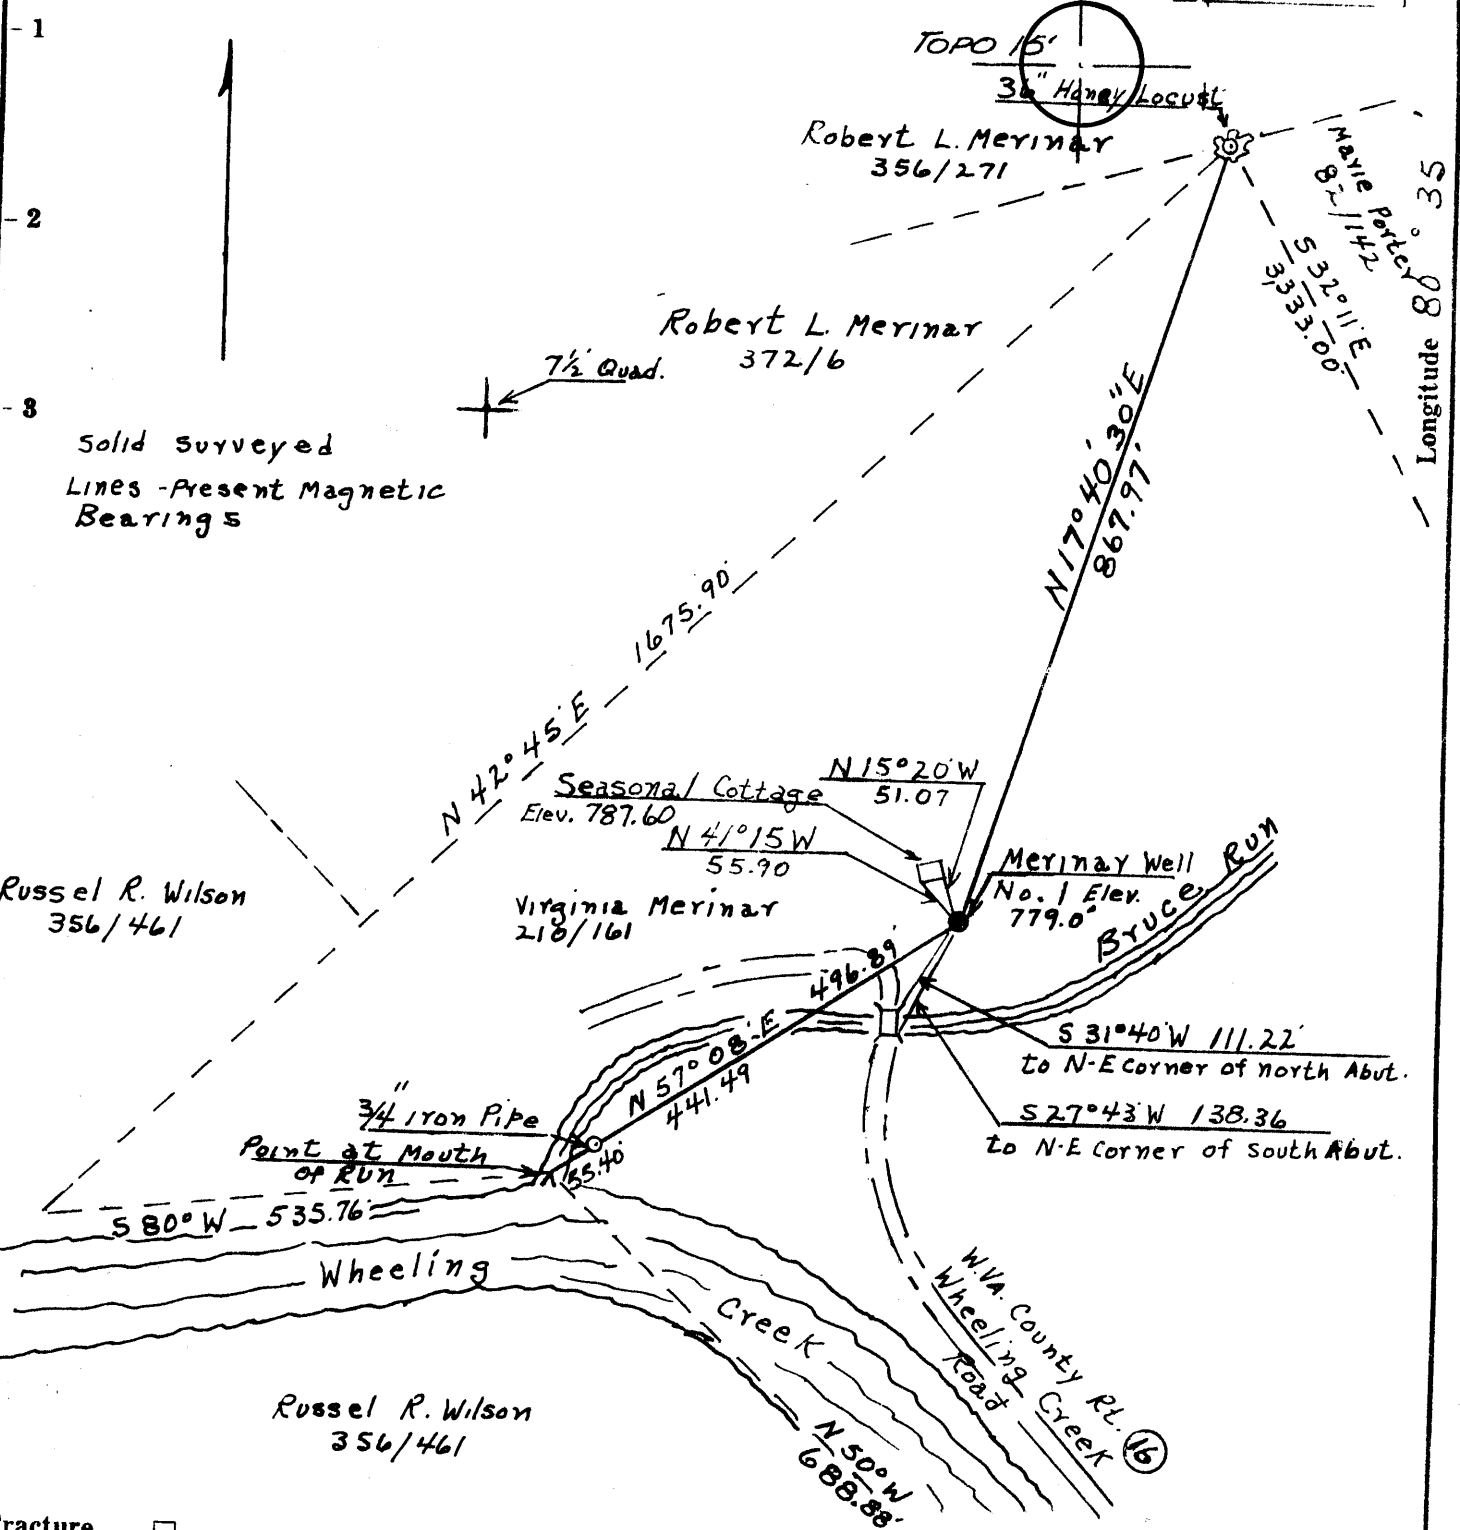 - 1
TOPO 15'
36" Honey Locust
Robert L. Merinar
356/271
Marie Porter
82/142
S 32°11' E
3,333.00'
Longitude 80° 35'
- 2
Robert L. Merinar
372/6
7½' Quad.
- 3
Solid Surveyed
Lines - Present Magnetic
Bearings
N 17° 40' 30" E
867.97'
N 42° 45' E 1675.90'
Seasonal Cottage
Elev. 787.60
N 15° 20' W
51.07
N 41° 15 W
55.90
Merinar Well
No. 1 Elev.
779.0'
Bruce Run
Russel R. Wilson
356/461
Virginia Merinar
210/161
496.89
N 57° 08' E
441.49
S 31° 40' W 111.22'
to N-E Corner of north Abut.
S 27° 43' W 138.36
to N-E Corner of South Abut.
3/4" iron Pipe
Point at Mouth
of Run
55.40
S 80° W 535.76'
Wheeling Creek
W.VA. County Rt. 16
Wheeling Creek
Road
Russel R. Wilson
356/461
N 50° W
688.88'
racture